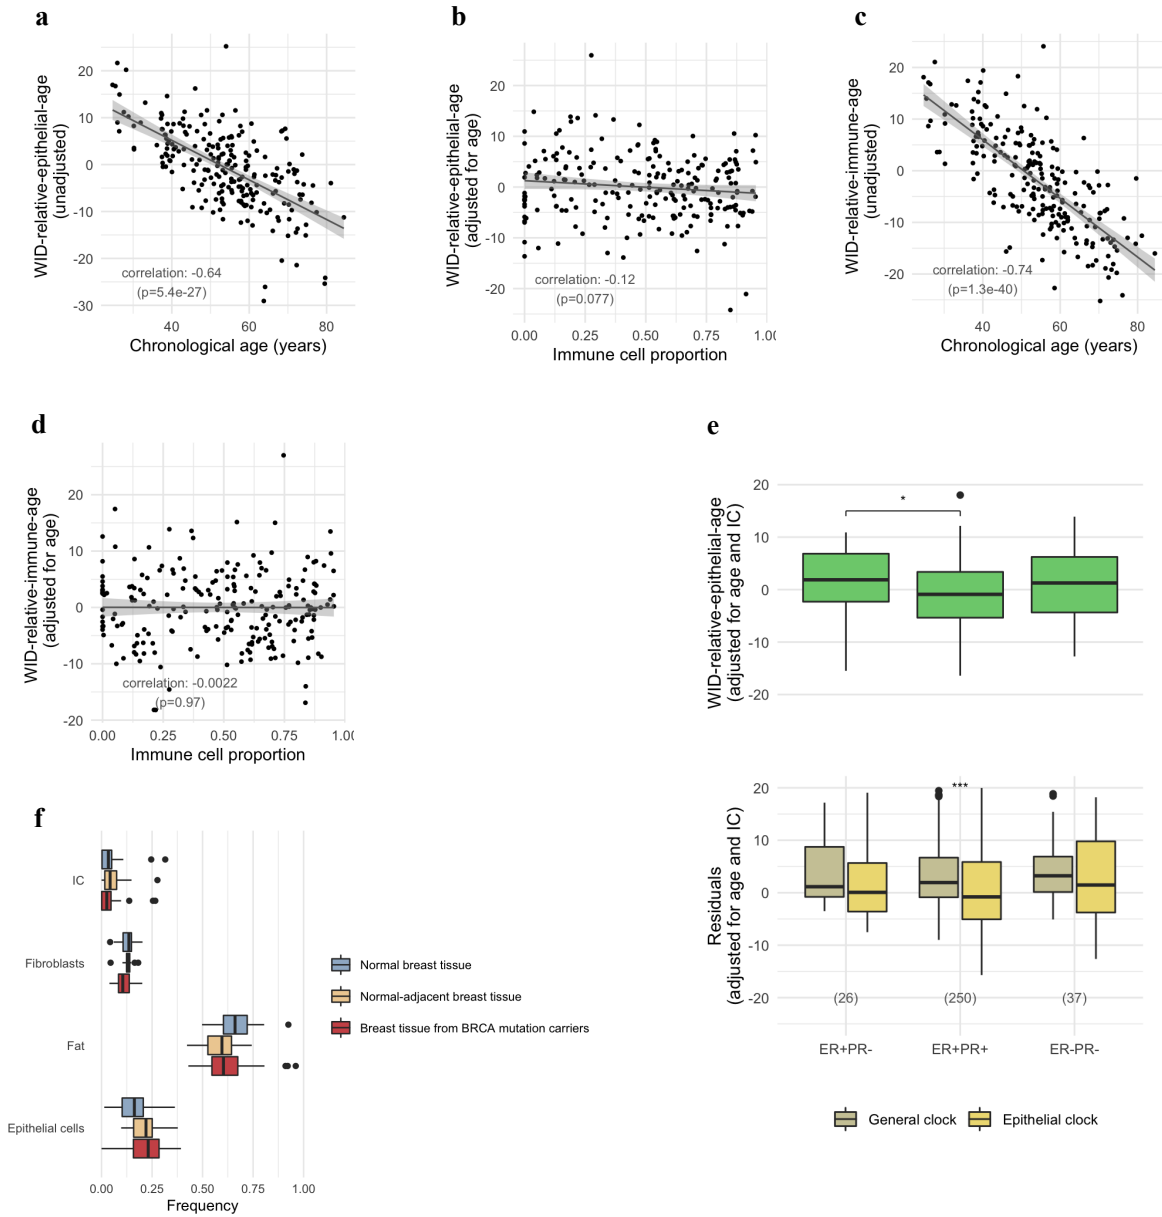 a
WID-relative-epithelial-age
(unadjusted)
20
10
0
-10
-20
-30
correlation: -0.64
(p=5.4e-27)
40
60
80
Chronological age (years)
b
WID-relative-epithelial-age
(adjusted for age)
20
10
0
-10
-20
correlation: -0.12
(p=0.077)
0.00
0.25
0.50
0.75
1.00
Immune cell proportion
c
WID-relative-immune-age
(unadjusted)
20
10
0
-10
-20
correlation: -0.74
(p=1.3e-40)
40
60
80
Chronological age (years)
d
WID-relative-immune-age
(adjusted for age)
20
10
0
-10
-20
correlation: -0.0022
(p=0.97)
0.00
0.25
0.50
0.75
1.00
Immune cell proportion
e
WID-relative-epithelial-age
(adjusted for age and IC)
20
10
0
-10
-20
*
Residuals
(adjusted for age and IC)
20
10
0
-10
-20
***
(26)
(250)
(37)
ER+PR-
ER+PR+
ER-PR-
General clock
Epithelial clock
f
IC
Fibroblasts
Fat
Epithelial cells
0.00
0.25
0.50
0.75
1.00
Frequency
Normal breast tissue
Normal-adjacent breast tissue
Breast tissue from BRCA mutation carriers